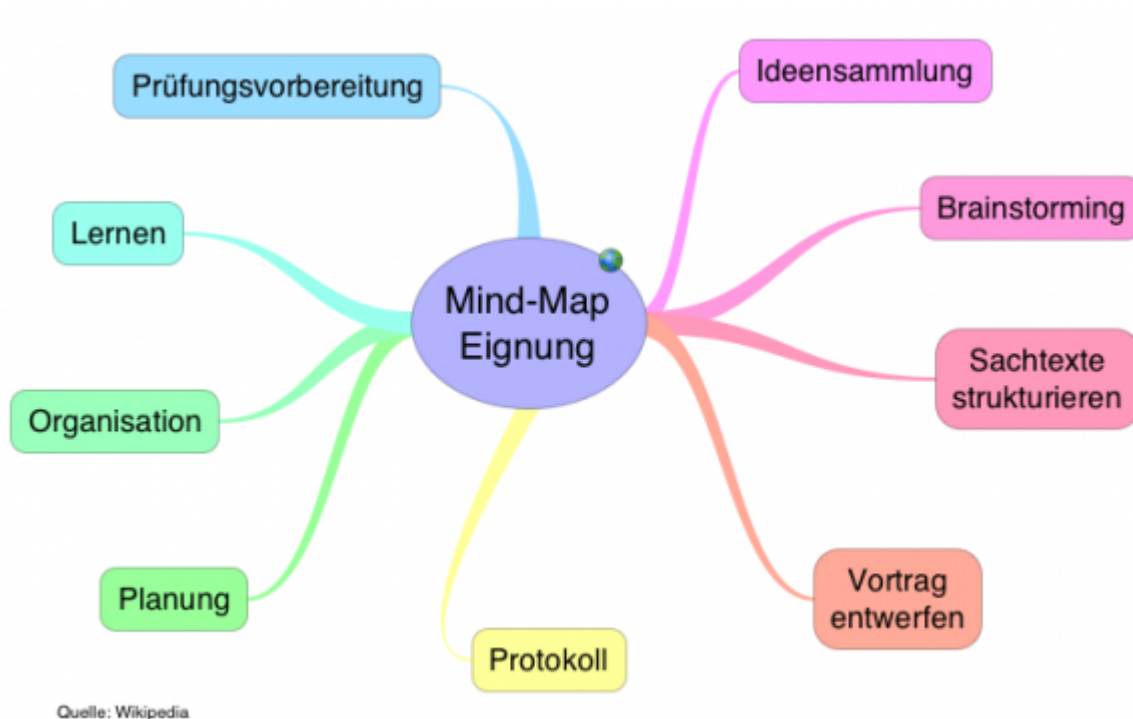 Prüfungsvorbereitung
Ideensammlung
Lernen
Brainstorming
Mind-Map
Eignung
Sachtexte
strukturieren
Organisation
Planung
Vortrag
entwerfen
Protokoll
Quelle: Wikipedia